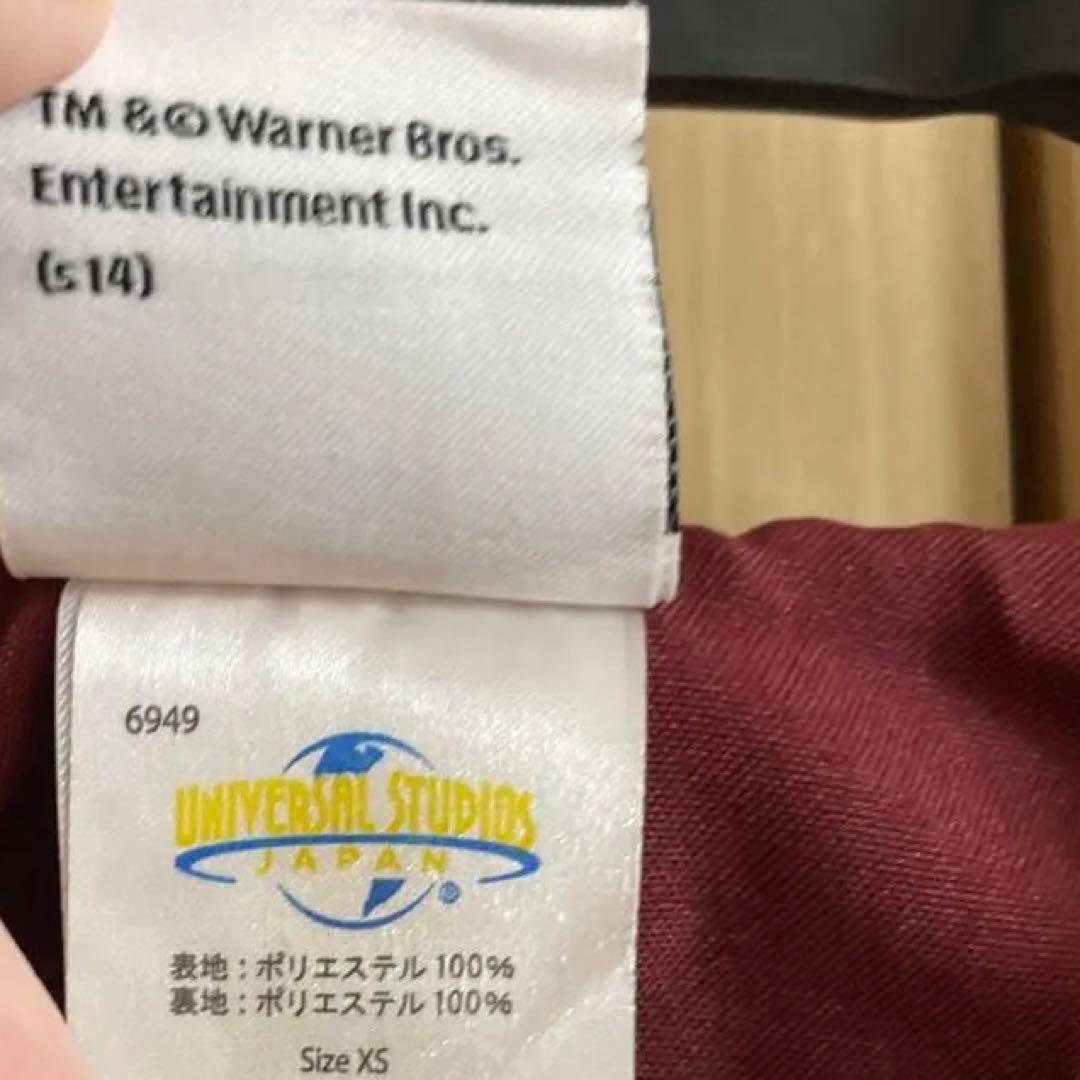 TM &© Warner Bros.
Entertainment Inc.
(s14)
6949
UNIVERSAL STUDIOS
JAPAN
®
表地：ポリエステル 100%
裏地：ポリエステル 100%
Size XS